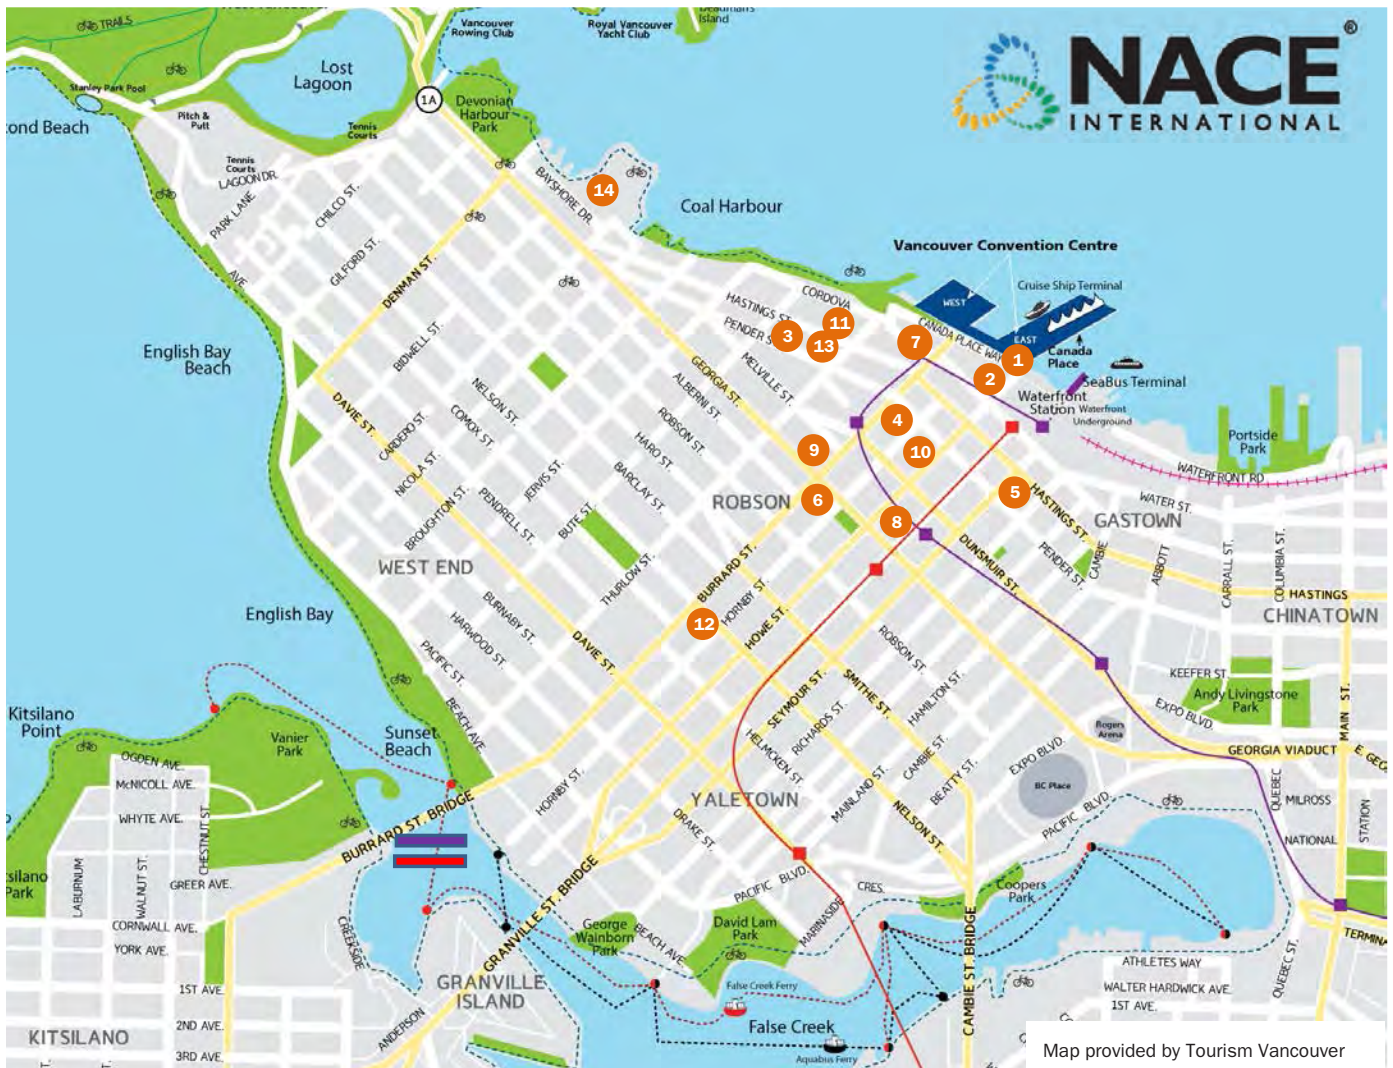 TRAILS
Vancouver
Rowing Club
Royal Vancouver
Yacht Club
Island
NACE
INTERNATIONAL
®
Lost
Lagoon
Stanley Park Pool
1A
Devonian
Harbour
Park
Pitch &
Putt
Tennis
Courts
ond Beach
Tennis
Courts
LAGOON DR.
PARK LANE
CHILCO ST.
BAYSHORE DR.
14
Coal Harbour
Vancouver Convention Centre
WEST
Cruise Ship Terminal
EAST
CANADA PLACE WAY
Canada
Place
SeaBus Terminal
Waterfront
Station
Waterfront
Underground
GILFORD ST.
AVE
DENMAN ST.
CORDOVA
HASTINGS ST.
PENDER S
11
3
13
7
1
2
English Bay
Beach
BIDWELL ST.
MELVILLE ST.
GEORGIA ST.
ALBERNI ST.
DAVIE ST.
NELSON ST.
COMOX ST.
CARDERO ST.
ROBSON ST.
HARO ST.
4
9
10
Portside
Park
WATERFRONT RD
NICOLA ST.
JERVIS ST.
BARCLAY ST.
BROUGHTON ST.
PENDRELL ST.
BUTE ST.
ROBSON
6
5
8
HASTINGS ST.
WATER ST.
GASTOWN
WEST END
THURLOW ST.
BURRARD ST.
DUNSMUIR ST.
PENDER ST.
CAMBIE
ABBOTT
CARRALL ST.
COLUMBIA ST.
HASTINGS
CHINATOWN
English Bay
BURNABY ST.
HARWOOD ST.
PACIFIC ST.
DAVIE ST.
HORNBY ST.
12
HOWE ST.
ROBSON ST.
SMITHE ST.
SEYMOUR ST.
HAMILTON ST.
KEEFER ST.
Andy Livingstone
Park
MAIN ST.
EXPO BLVD.
Kitsilano
Point
Vanier
Park
Sunset
Beach
BEACH AVE.
HELMCKEN ST.
RICHARDS ST.
CAMBIE ST.
Rogers
Arena
EXPO BLVD.
GEORGIA VIADUCT
E. GEO
OGDEN AVE.
McNICOLL AVE.
WHYTE AVE.
CHESTNUT ST.
HORNBY ST.
YALETOWN
MAINLAND ST.
BEATTY ST.
BC Place
PACIFIC BLVD
QUEBEC
MILROSS
NATIONAL
STATION
BURRARD ST. BRIDGE
DRAKE ST.
NELSON ST.
Park
LABURNUM
WALNUT ST.
GREER AVE.
CORNWALL AVE.
YORK AVE.
CREEKSIDE
GRANVILLE ST. BRIDGE
PACIFIC BLVD.
CRES.
MARINASIDE
Coopers
Park
George
Wainborn
Park
BEACH AVE.
David Lam
Park
CAMBIE ST. BRIDGE
TERMINA
QUEBEC ST.
ATHLETES WAY
WALTER HARDWICK AVE.
1ST AVE.
1ST AVE.
GRANVILLE
ISLAND
False Creek Ferry
False Creek
Aquabus Ferry
KITSILANO
2ND AVE.
3RD AVE.
ANDERSON
Map provided by Tourism Vancouver